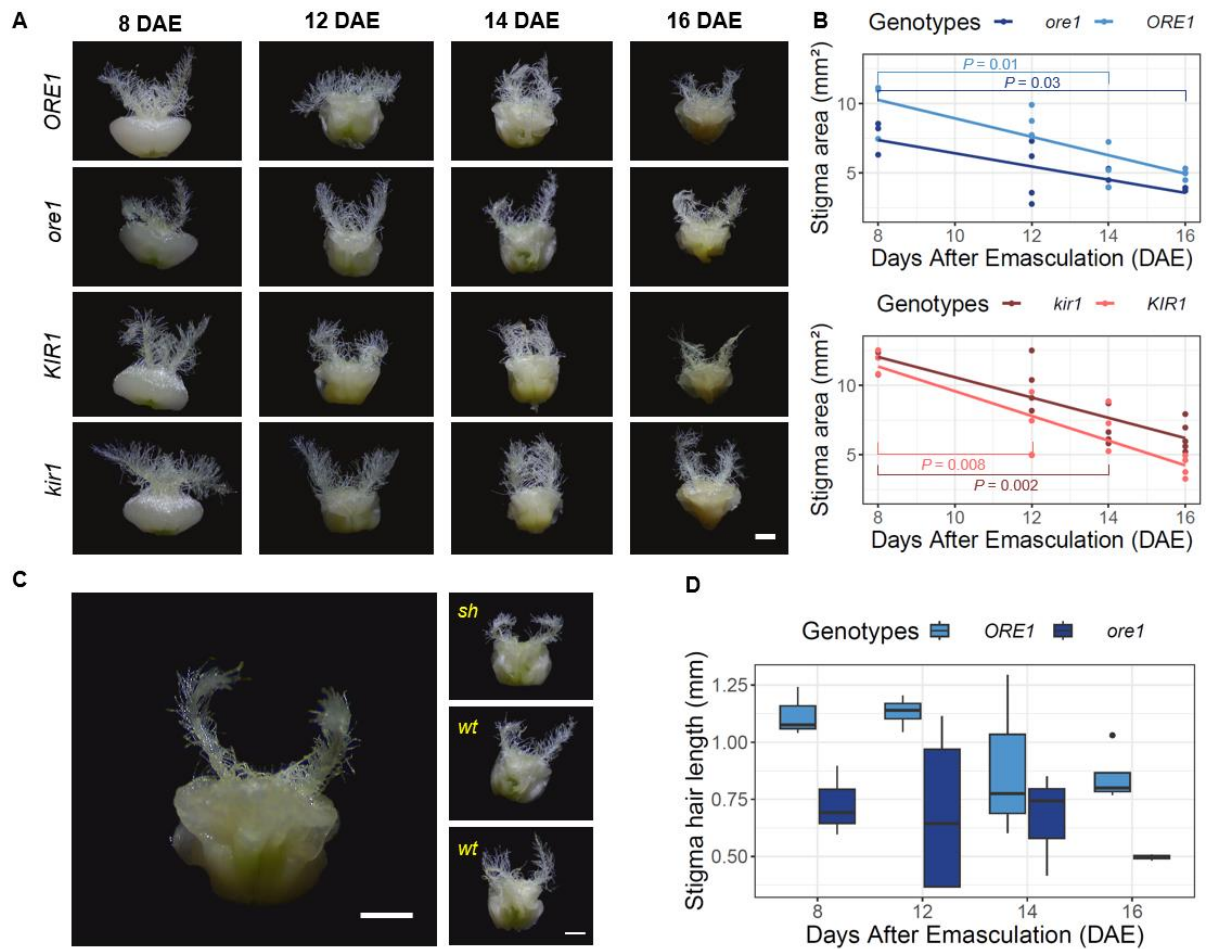 A
8 DAE 12 DAE 14 DAE 16 DAE
ORE1
ore1
KIR1
kir1
B
Genotypes ore1 ORE1
Stigma area (mm²)
10
5
P = 0.01
P = 0.03
8 10 12 14 16
Days After Emasculation (DAE)
Genotypes kir1 KIR1
Stigma area (mm²)
10
5
P = 0.008
P = 0.002
8 10 12 14 16
Days After Emasculation (DAE)
C
sh
wt
wt
D
Genotypes ORE1 ore1
Stigma hair length (mm)
1.25
1.00
0.75
0.50
8 12 14 16
Days After Emasculation (DAE)